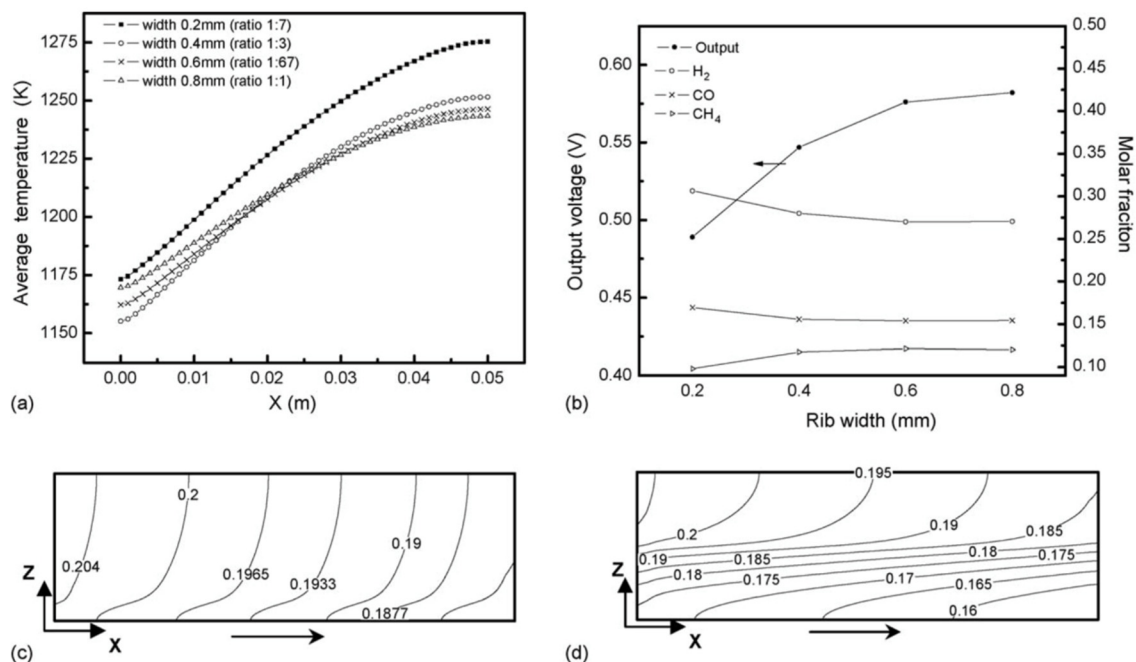 width 0.2mm (ratio 1:7)
width 0.4mm (ratio 1:3)
width 0.6mm (ratio 1:67)
width 0.8mm (ratio 1:1)
1275
1250
1225
1200
1175
1150
Average temperature (K)
0.00 0.01 0.02 0.03 0.04 0.05
X (m)
(a)
Output
H2
CO
CH4
0.60
0.55
0.50
0.45
0.40
Output voltage (V)
0.50
0.45
0.40
0.35
0.30
0.25
0.20
0.15
0.10
Molar fraciton
0.2 0.4 0.6 0.8
Rib width (mm)
(b)
0.2
0.204
0.19
0.1965
0.1933
0.1877
Z
X
(c)
0.195
0.2
0.19
0.185
0.19
0.185
0.18
0.175
0.18
0.175
0.17
0.165
0.16
Z
X
(d)